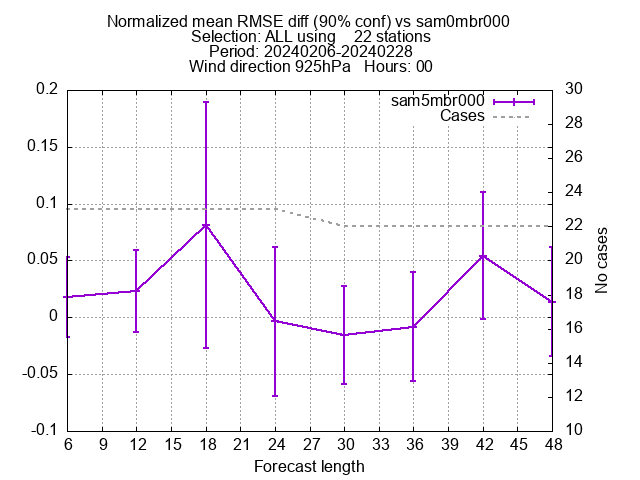 Normalized mean RMSE diff (90% conf) vs sam0mbr000
Selection: ALL using    22 stations
Period: 20240206-20240228
Wind direction 925hPa   Hours: 00
sam5mbr000
Cases
0.2
0.15
0.1
0.05
0
-0.05
-0.1
30
28
26
24
22
20
18
16
14
12
10
No cases
6 9 12 15 18 21 24 27 30 33 36 39 42 45 48
Forecast length